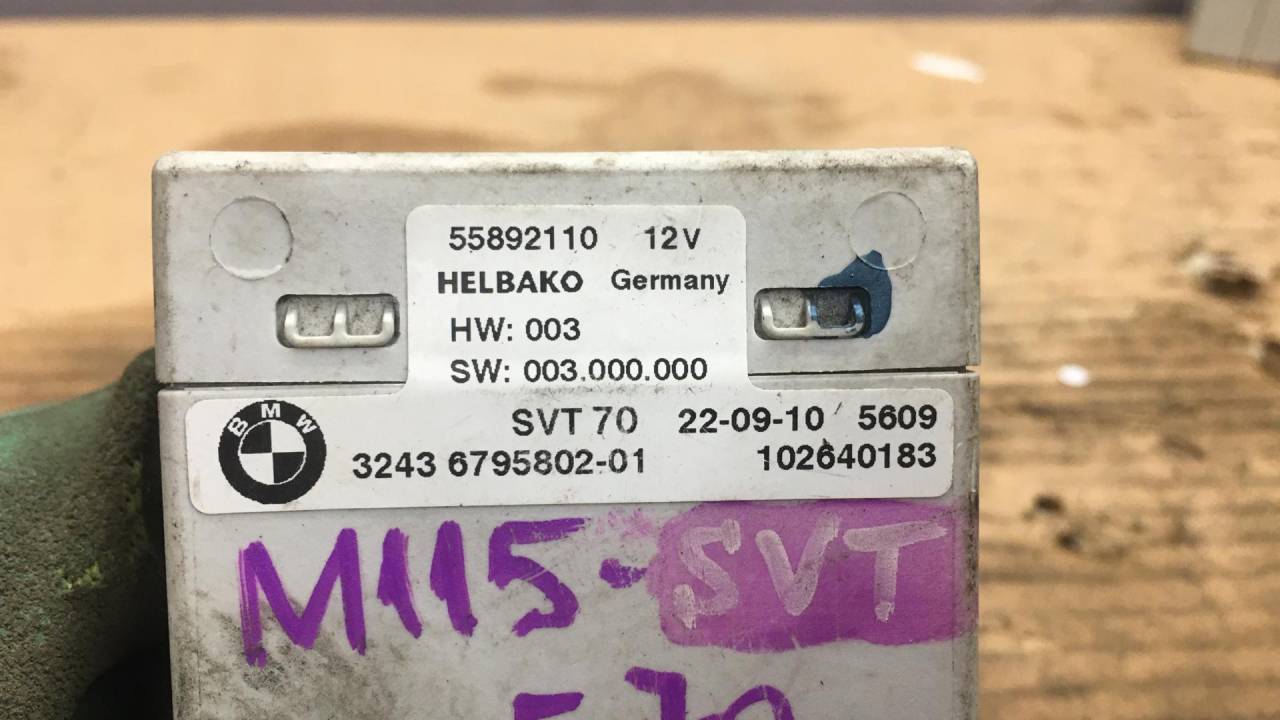 55892110 12V
HELBAKO Germany
HW: 003
SW: 003.000.000
BMW
SVT 70 22-09-10 5609
3243 6795802-01 102640183
M115-SVT